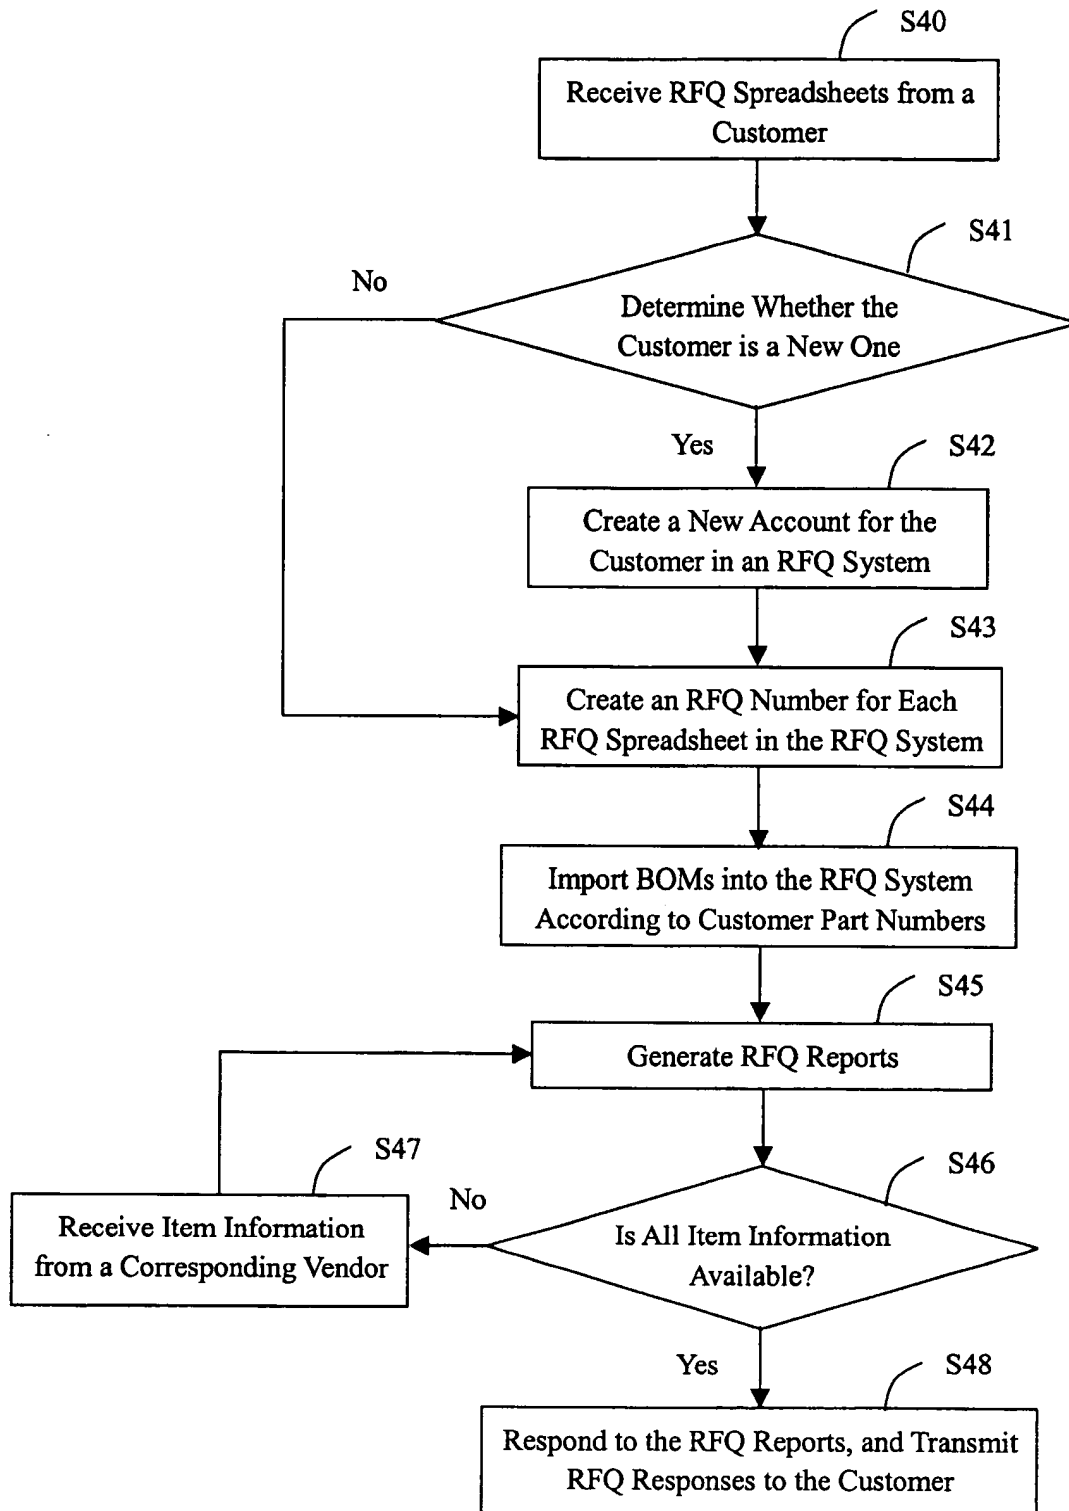 S40
Receive RFQ Spreadsheets from a
Customer
S41
No
Determine Whether the
Customer is a New One
Yes
S42
Create a New Account for the
Customer in an RFQ System
S43
Create an RFQ Number for Each
RFQ Spreadsheet in the RFQ System
S44
Import BOMs into the RFQ System
According to Customer Part Numbers
S45
Generate RFQ Reports
S47
S46
No
Receive Item Information
from a Corresponding Vendor
Is All Item Information
Available?
Yes
S48
Respond to the RFQ Reports, and Transmit
RFQ Responses to the Customer